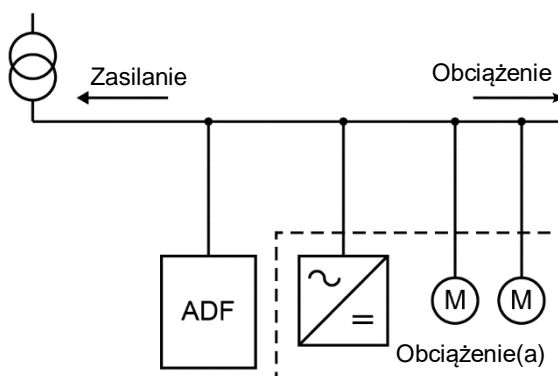 Zasilanie
Obciążenie
ADF
M
M
Obciążenie(a)